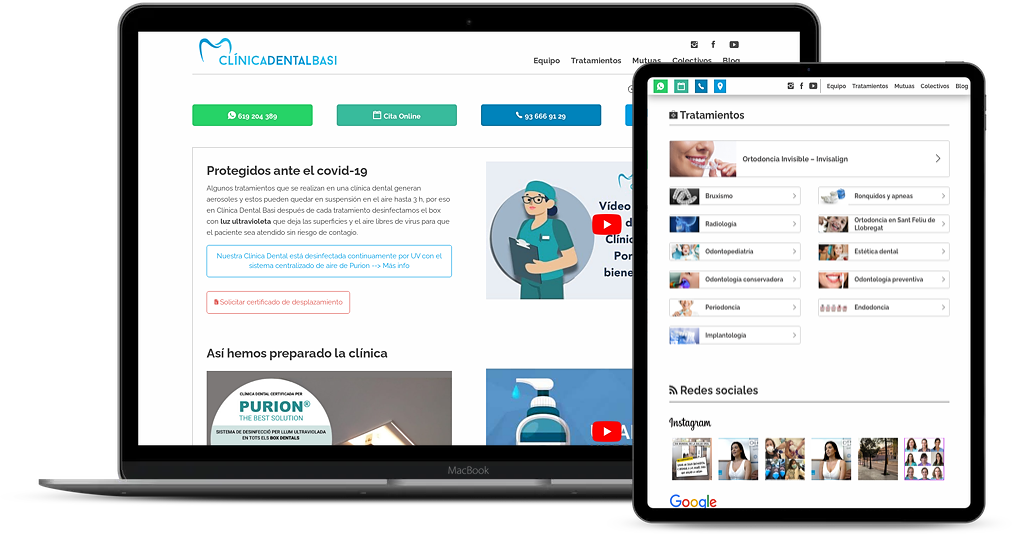 CLÍNICADENTALBASI
Equipo Tratamientos Mutuas Colectivos Blog
619 204 389
Cita Online
93 666 91 29
Protegidos ante el covid-19
Algunos tratamientos que se realizan en una clínica dental generan
aerosoles y estos pueden quedar en suspensión en el aire hasta 3 h, por eso
en Clínica Dental Basi después de cada tratamiento desinfectamos el box
con luz ultravioleta que deja las superficies y el aire libres de virus para que
el paciente sea atendido sin riesgo de contagio.
Nuestra Clínica Dental está desinfectada continuamente por UV con el
sistema centralizado de aire de Purion --> Más info
Solicitar certificado de desplazamiento
Vídeo
d
Clíni
Por
biene
Así hemos preparado la clínica
CLÍNICA DENTAL CERTIFICADA PER
PURION®
THE BEST SOLUTION
SISTEMA DE DESINFECCIÓ PER LLUM ULTRAVIOLADA
EN TOTS ELS BOX DENTALS
MacBook
Equipo Tratamientos Mutuas Colectivos Blog
Tratamientos
Ortodoncia Invisible – Invisalign
Bruxismo
Ronquidos y apneas
Radiología
Ortodoncia en Sant Feliu de
Llobregat
Odontopediatría
Estética dental
Odontología conservadora
Odontología preventiva
Periodoncia
Endodoncia
Implantología
Redes sociales
Instagram
Google